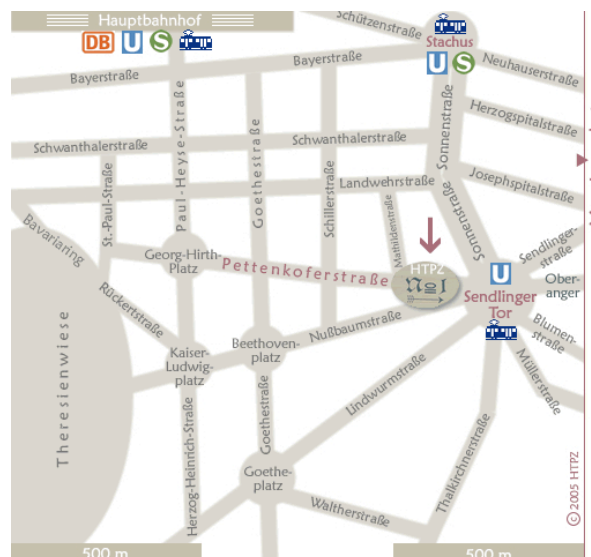 Hauptbahnhof
DB U S
Schützenstraße
Stachus
U S
Neuhauserstraße
Bayerstraße
Bayerstraße
Herzogspitalstraße
Sonnenstraße
Paul-Heyse-Straße
Goethestraße
Schwanthalerstraße
Schwanthalerstraße
Schillerstraße
St.-Paul-Straße
Landwehrstraße
Josephspitalstraße
Mathildenstraße
Sonnenstraße
Bavariaring
Georg-Hirth-
Platz
Pettenkoferstraße
HTPZ
U
Sendlinger-
straße
Ober-
anger
Sendlinger
Tor
Blumen-
straße
Rückertstraße
Nußbaumstraße
Kaiser-
Ludwig-
platz
Beethoven-
platz
Müllerstraße
Theresienwiese
Lindwurmstraße
Goethestraße
Herzog-Heinrich-Straße
Goethe-
platz
Thalkirchnerstraße
Waltherstraße
© 2005 HTPZ
500 m
500 m